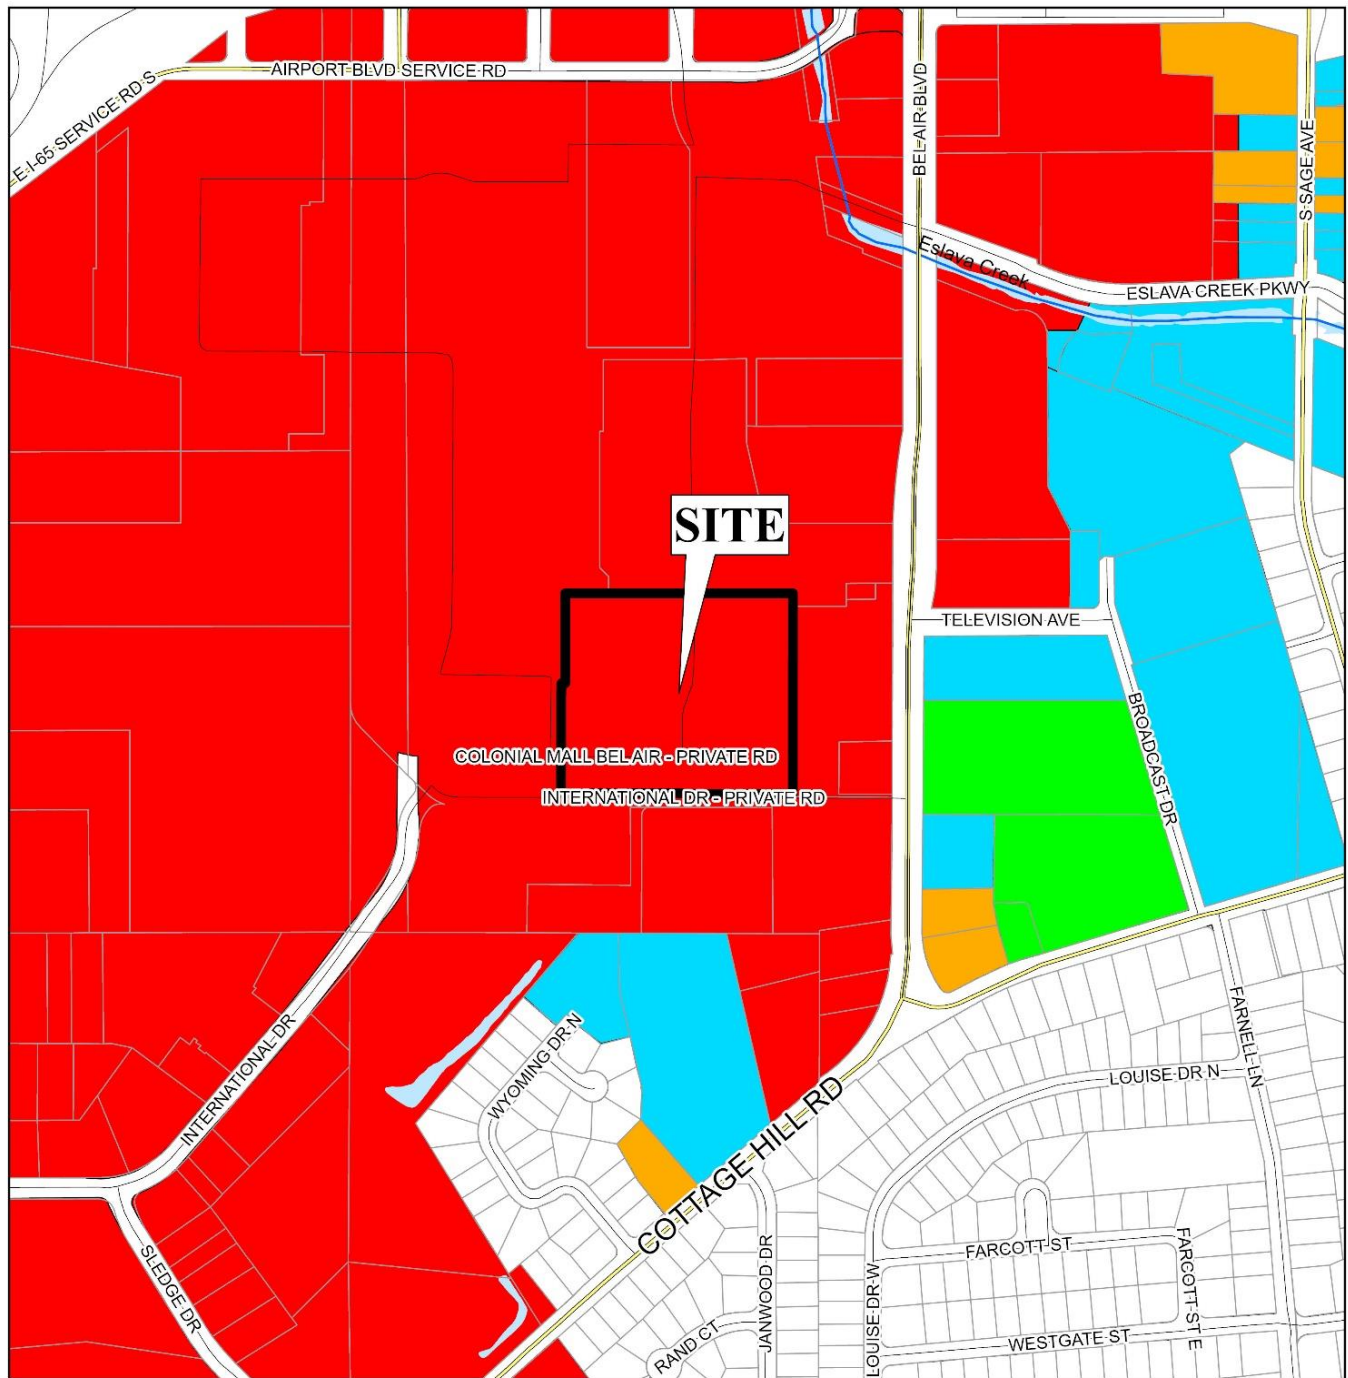 AIRPORT BLVD SERVICE RD
E I-65 SERVICE RD S
BEL AIR BLVD
S SAGE AVE
Eslava Creek
ESLAVA CREEK PKWY
SITE
TELEVISION AVE
BROADCAST DR
COLONIAL MALL BEL AIR - PRIVATE RD
INTERNATIONAL DR - PRIVATE RD
INTERNATIONAL DR
WYOMING DR N
FARNELL LN
LOUISE DR N
COTTAGE HILL RD
SLEDGE DR
JANWOOD DR
RAND CT
LOUISE DR W
FARCOTT ST
FARCOTT ST E
WESTGATE ST